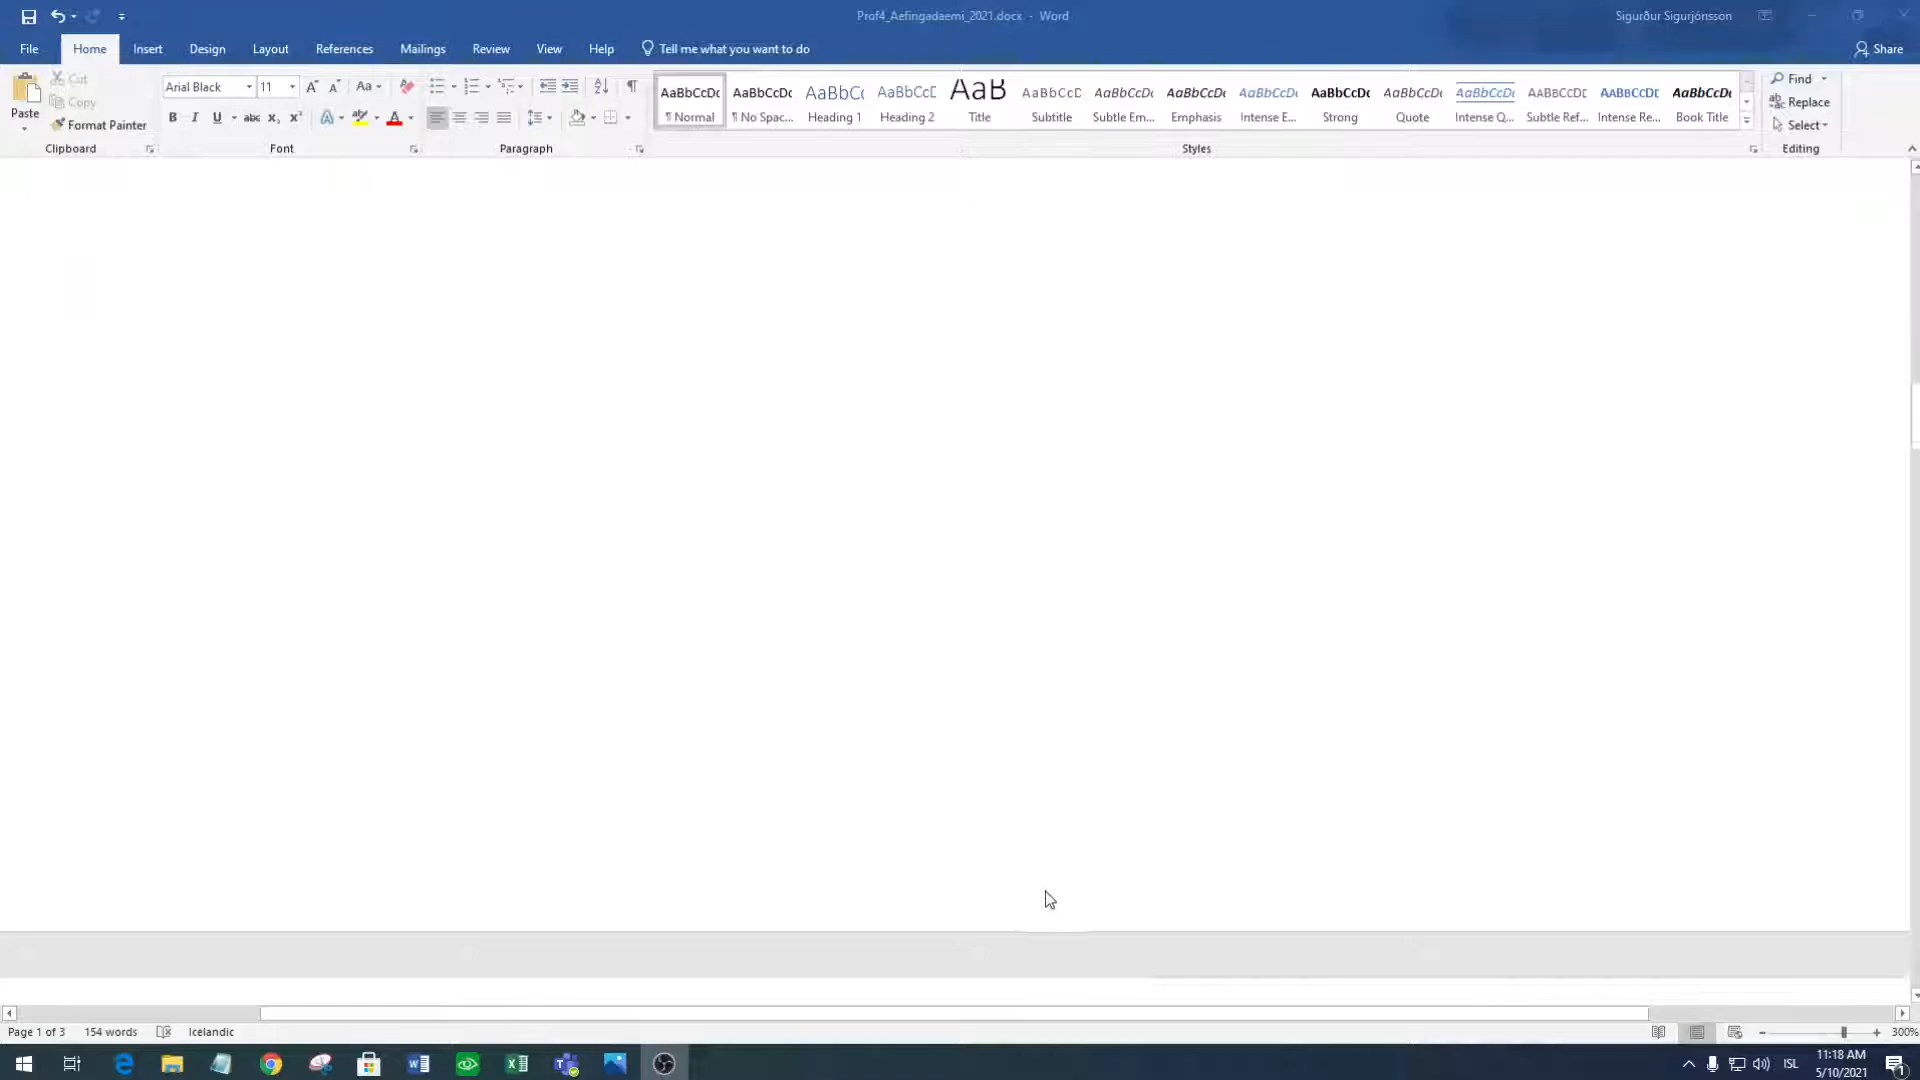 Prof4_Aefingadaemi_2021.docx - Word
Sigurður Sigurjónsson
File Home Insert Design Layout References Mailings Review View Help Tell me what you want to do Share
Paste
Cut
Copy
Format Painter
Clipboard
Arial Black 11
Font
Paragraph
AaBbCcDc AaBbCcDc AaBbCc AaBbCcD AaB AaBbCcD AaBbCcDc AaBbCcDc AaBbCcDc AaBbCcDc AaBbCcDc AaBbCcDc AaBbCcDc AaBbCcDc AaBbCcDc
¶ Normal ¶ No Spac... Heading 1 Heading 2 Title Subtitle Subtle Em... Emphasis Intense E... Strong Quote Intense Q... Subtle Ref... Intense Re... Book Title
Styles
Find
Replace
Select
Editing
Page 1 of 3 154 words Icelandic 300%
ISL
11:18 AM
5/10/2021